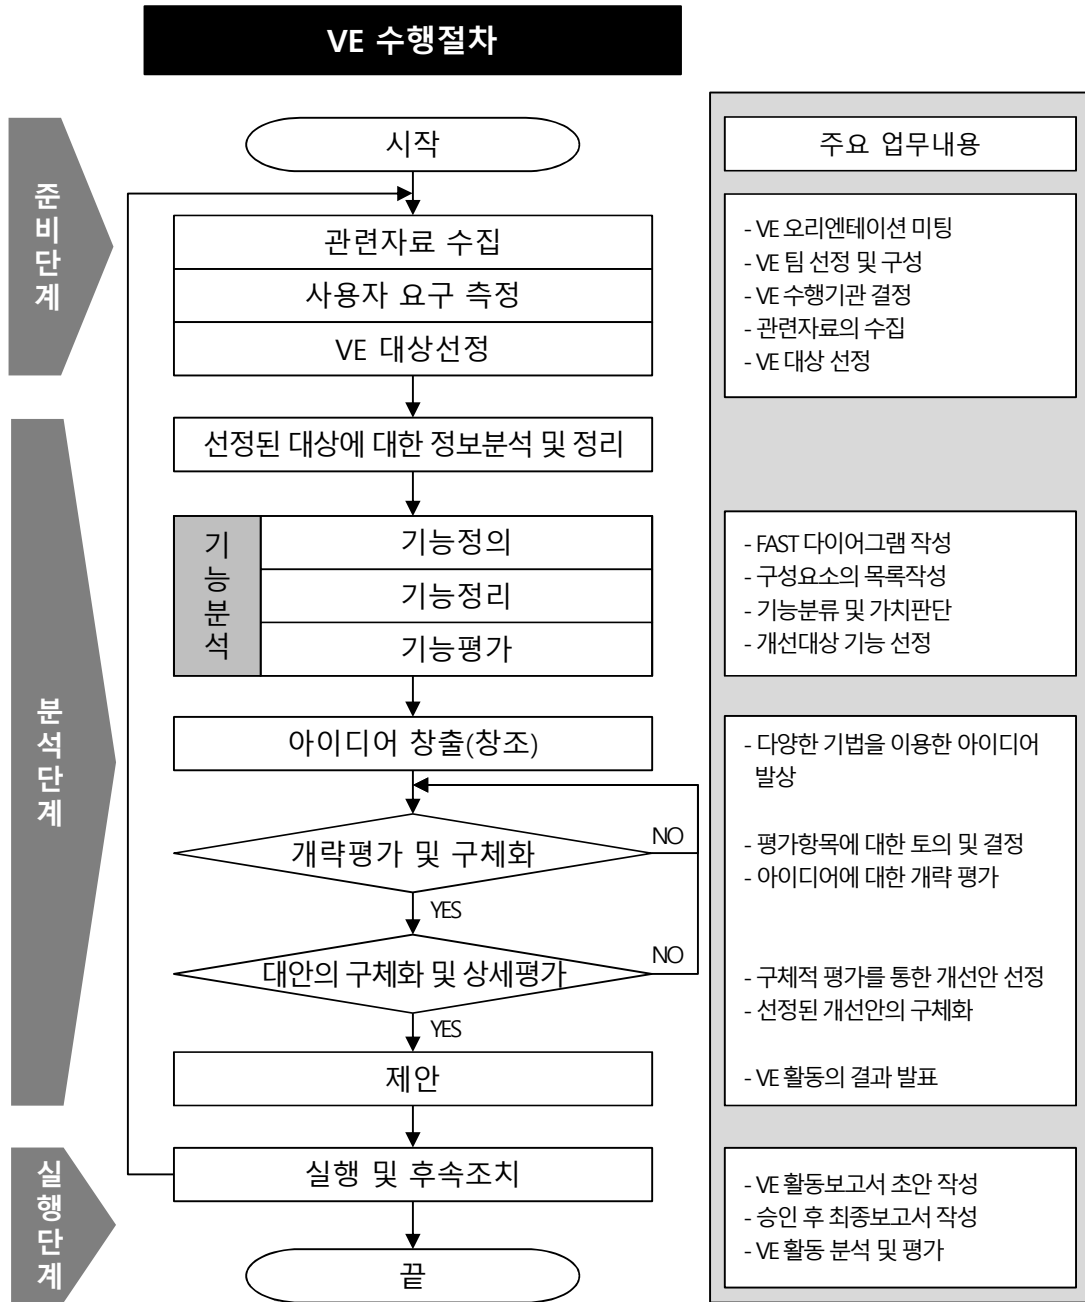 VE 수행절차
준비단계
시작
관련자료 수집
사용자 요구 측정
VE 대상선정
주요 업무내용
- VE 오리엔테이션 미팅
- VE 팀 선정 및 구성
- VE 수행기관 결정
- 관련자료의 수집
- VE 대상 선정
분석단계
선정된 대상에 대한 정보분석 및 정리
기능분석
기능정의
기능정리
기능평가
- FAST 다이어그램 작성
- 구성요소의 목록작성
- 기능분류 및 가치판단
- 개선대상 기능 선정
아이디어 창출(창조)
개략평가 및 구체화
NO
YES
대안의 구체화 및 상세평가
NO
YES
제안
- 다양한 기법을 이용한 아이디어
발상
- 평가항목에 대한 토의 및 결정
- 아이디어에 대한 개략 평가
- 구체적 평가를 통한 개선안 선정
- 선정된 개선안의 구체화
- VE 활동의 결과 발표
실행단계
실행 및 후속조치
끝
- VE 활동보고서 초안 작성
- 승인 후 최종보고서 작성
- VE 활동 분석 및 평가